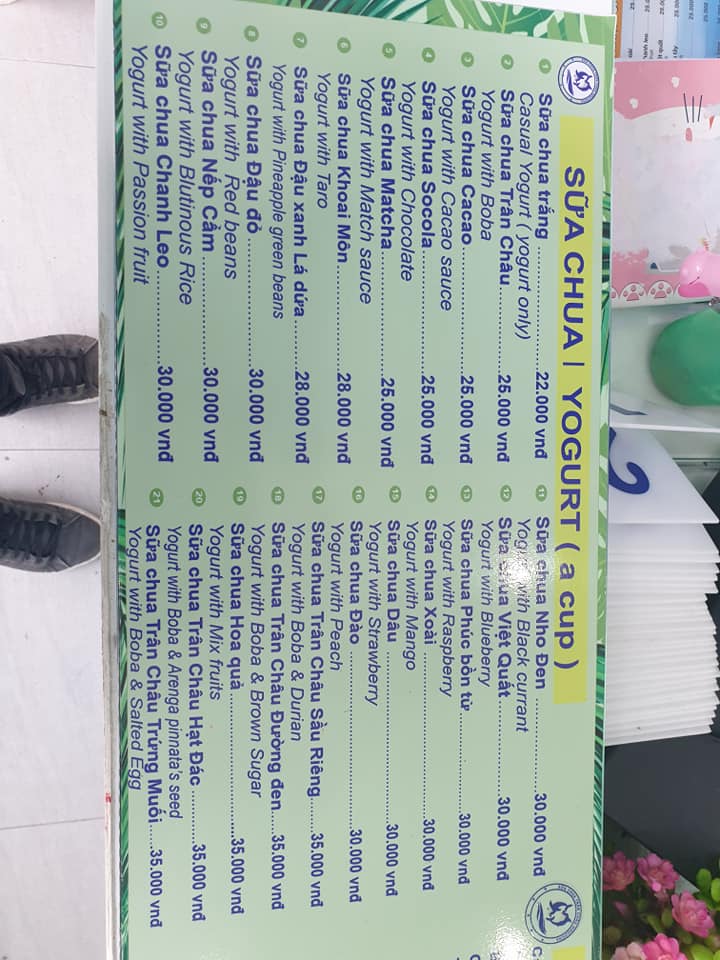 SỮA CHUA | YOGURT ( a cup )
1 Sữa chua trắng ........ 22.000 vnđ
Casual Yogurt ( yogurt only)
2 Sữa chua Trân Châu ........ 25.000 vnđ
Yogurt with Boba
3 Sữa chua Cacao ........ 25.000 vnđ
Yogurt with Cacao sauce
4 Sữa chua Socola ........ 25.000 vnđ
Yogurt with Chocolate
5 Sữa chua Matcha ........ 25.000 vnđ
Yogurt with Match sauce
6 Sữa chua Khoai Môn ........ 28.000 vnđ
Yogurt with Taro
7 Sữa chua Đậu xanh Lá dứa ........ 28.000 vnđ
Yogurt with Pineapple green beans
8 Sữa chua Đậu đỏ ........ 30.000 vnđ
Yogurt with Red beans
9 Sữa chua Nếp Cẩm ........ 30.000 vnđ
Yogurt with Blutinous Rice
10 Sữa chua Chanh Leo ........ 30.000 vnđ
Yogurt with Passion fruit
11 Sữa chua Nho Đen ........ 30.000 vnđ
Yogurt with Black currant
12 Sữa chua Việt Quất ........ 30.000 vnđ
Yogurt with Blueberry
13 Sữa chua Phúc bồn tử ........ 30.000 vnđ
Yogurt with Raspberry
14 Sữa chua Xoài ........ 30.000 vnđ
Yogurt with Mango
15 Sữa chua Dâu ........ 30.000 vnđ
Yogurt with Strawberry
16 Sữa chua Đào ........ 30.000 vnđ
Yogurt with Peach
17 Sữa chua Trân Châu Sầu Riêng ........ 35.000 vnđ
Yogurt with Boba & Durian
18 Sữa chua Trân Châu Đường đen ........ 35.000 vnđ
Yogurt with Boba & Brown Sugar
19 Sữa chua Hoa quả ........ 35.000 vnđ
Yogurt with Mix fruits
20 Sữa chua Trân Châu Hạt Đác ........ 35.000 vnđ
Yogurt with Boba & Arenga pinnata's seed
21 Sữa chua Trân Châu Trứng Muối ........ 35.000 vnđ
Yogurt with Boba & Salted Egg